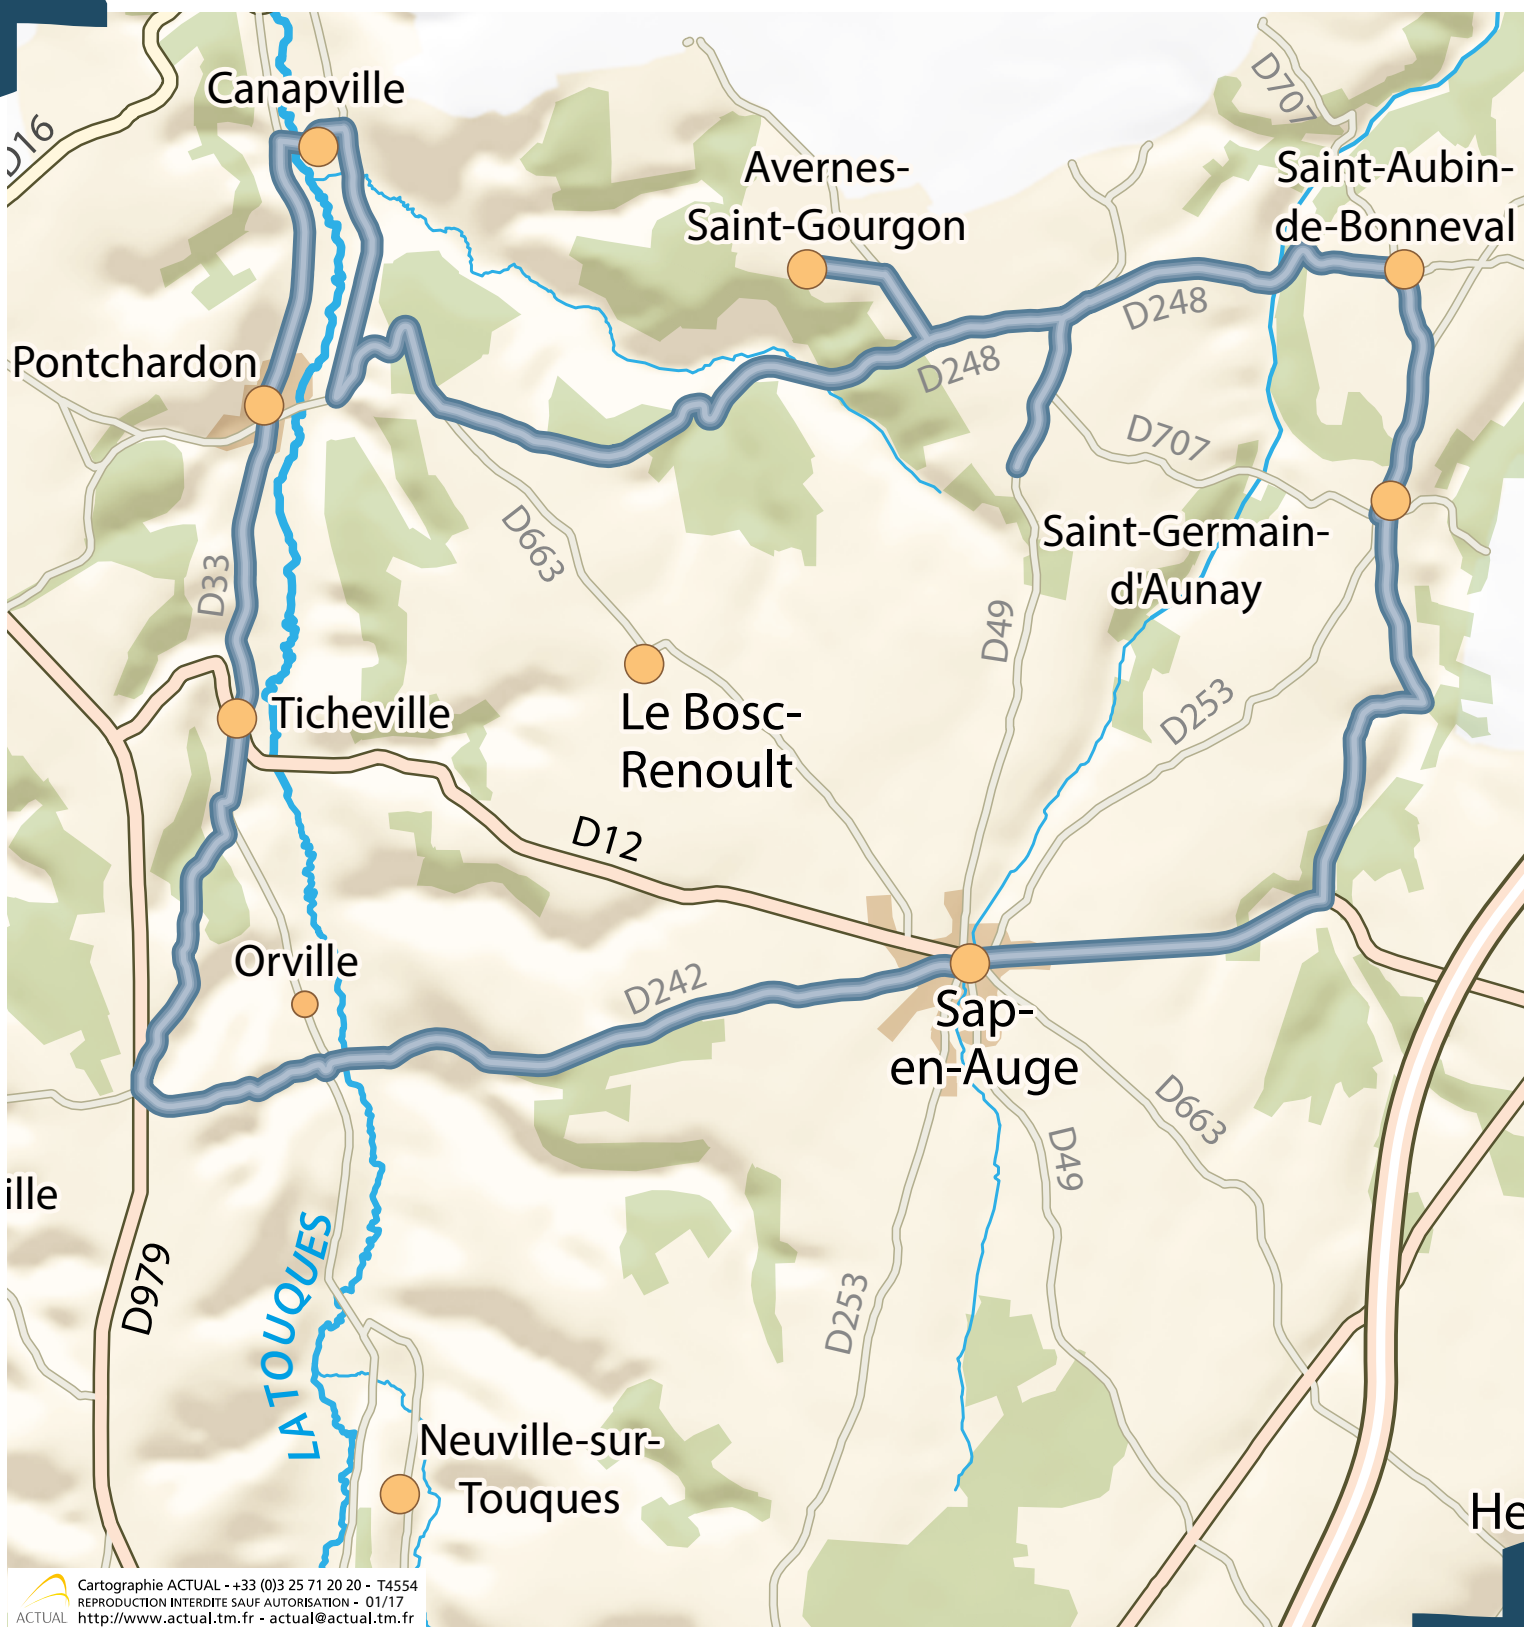 Canapville
D16
D707
Avernes-
Saint-Gourgon
Saint-Aubin-
de-Bonneval
D248
D248
Pontchardon
D707
D663
Saint-Germain-
d'Aunay
D33
D49
Ticheville
Le Bosc-
Renoult
D253
D12
Orville
D242
Sap-
en-Auge
D663
D49
ille
D979
LA TOUQUES
D253
Neuville-sur-
Touques
He
ACTUAL
Cartographie ACTUAL - +33 (0)3 25 71 20 20 - T4554
REPRODUCTION INTERDITE SAUF AUTORISATION - 01/17
http://www.actual.tm.fr - actual@actual.tm.fr